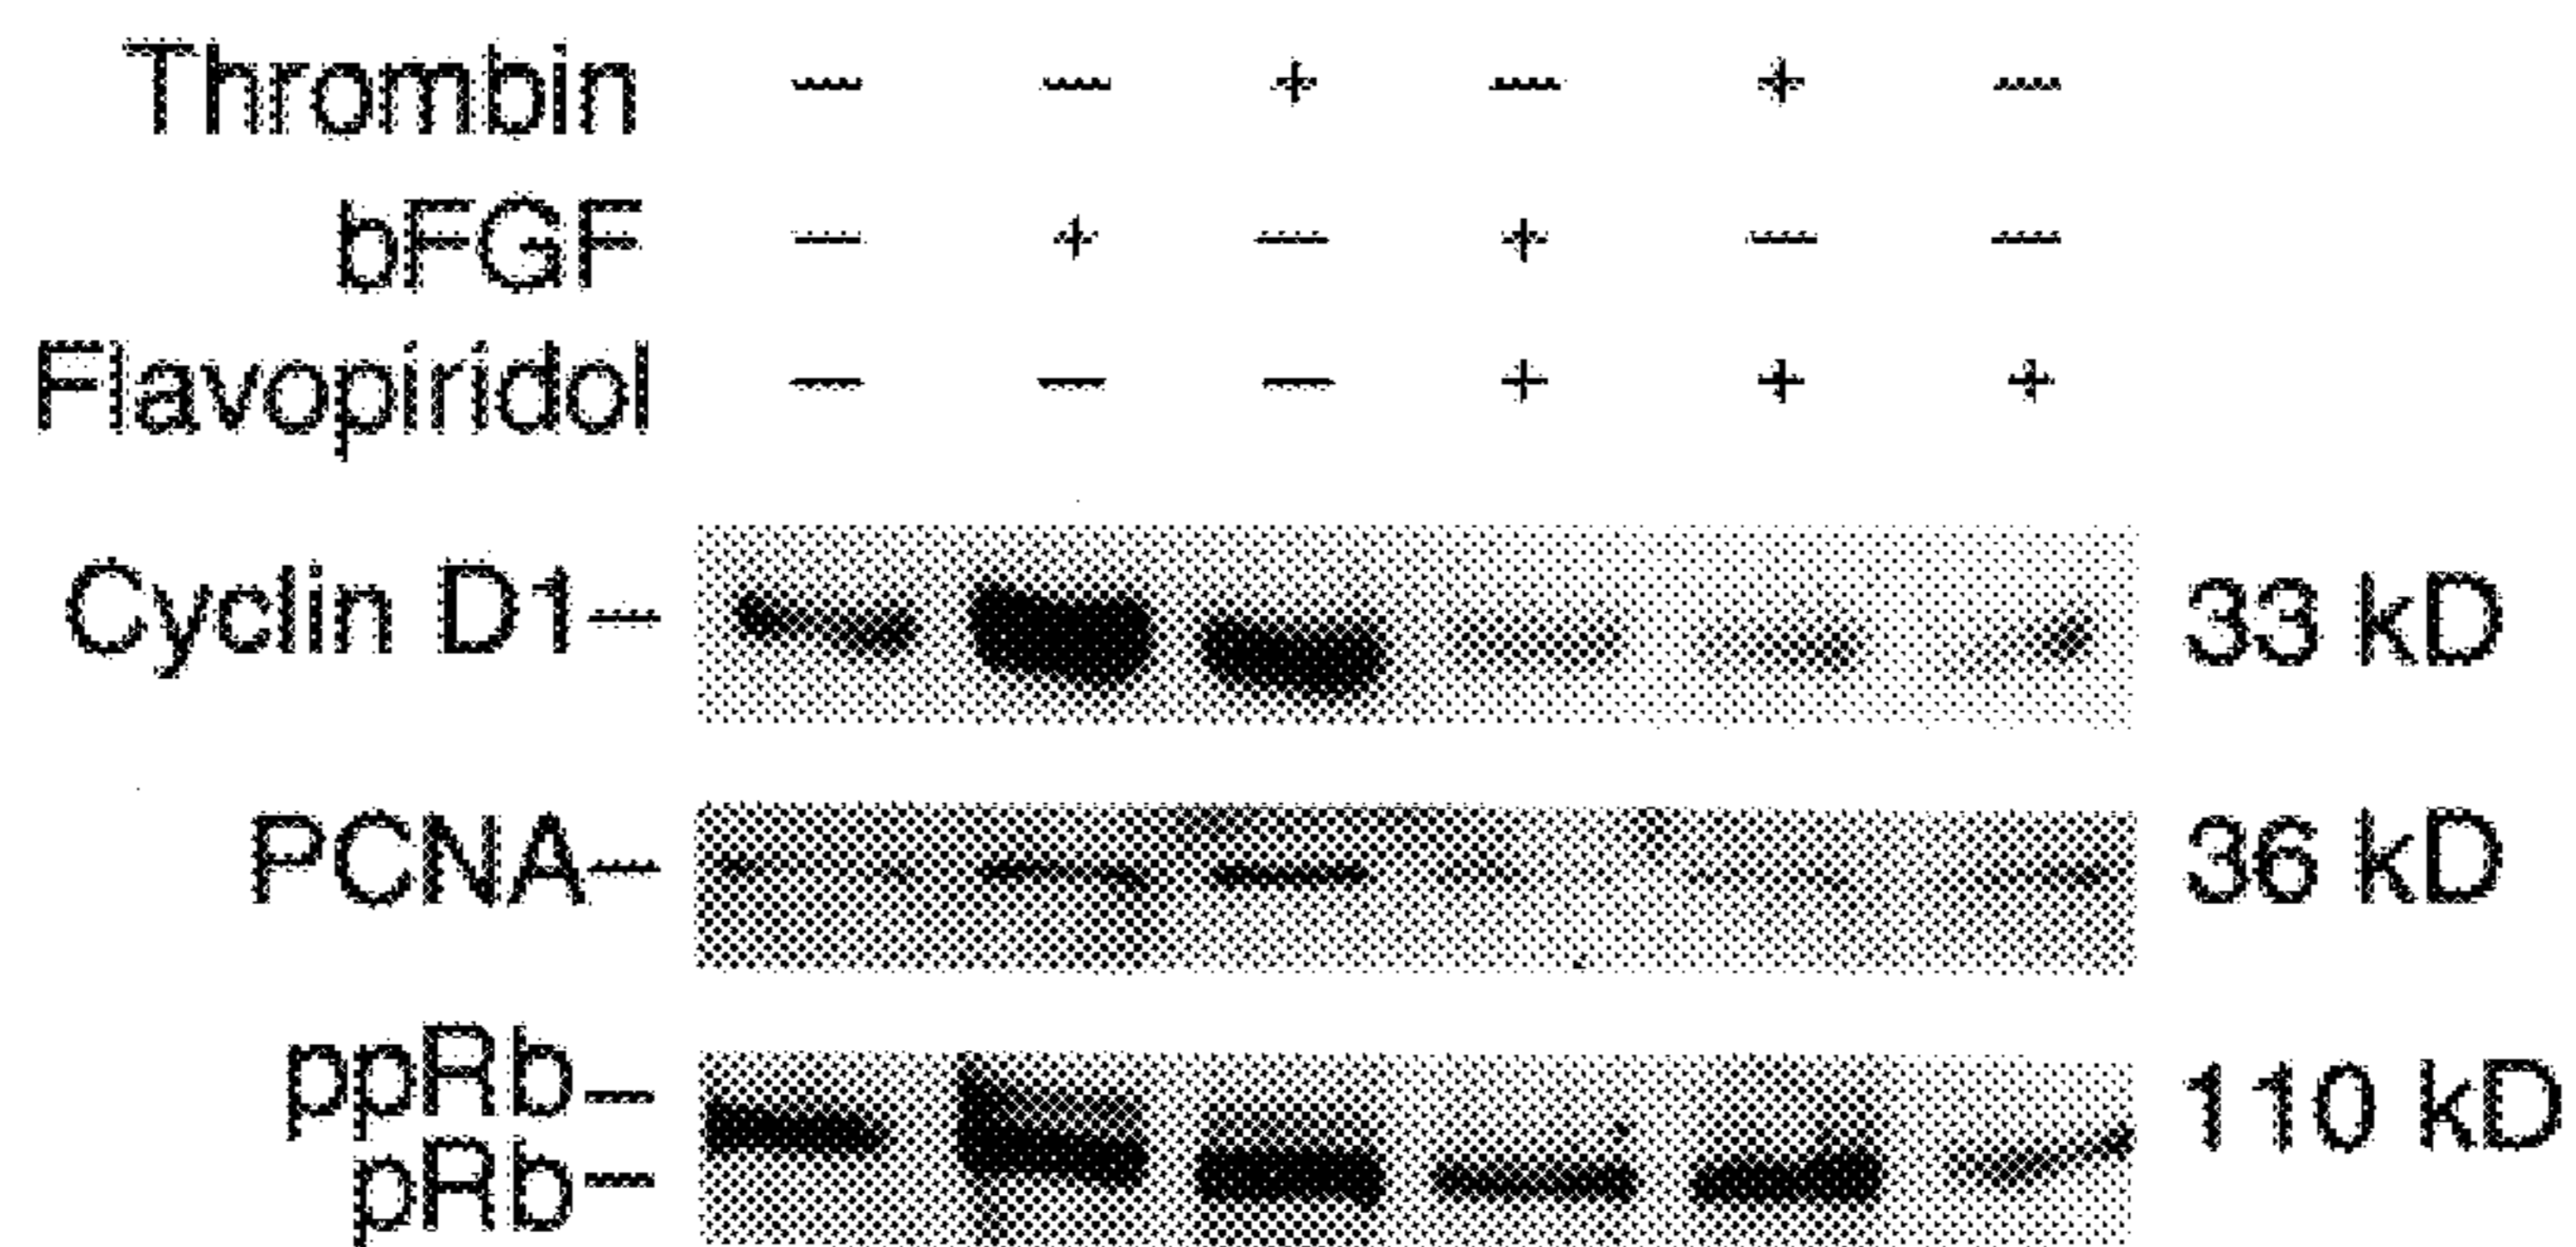 Thrombin − − + − + −
bFGF − + − + − −
Flavopiridol − − − + + +
Cyclin D1 33 kD
PCNA 36 kD
ppRb 110 kD
pRb